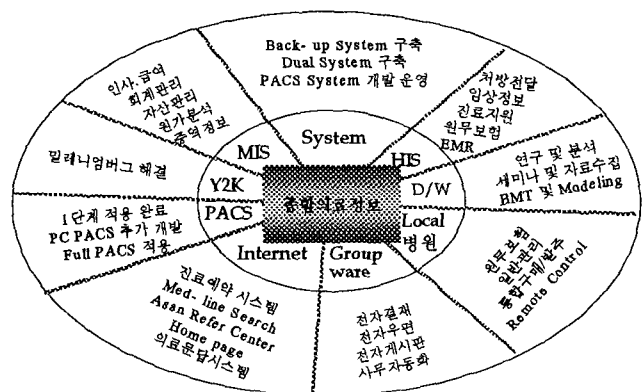 Back- up System 구축
Dual System 구축
PACS System 개발 운영
System
처방전달
임상정보
진료지원
원무보험
EMR
HIS
연구 및 분석
세미나 및 자료수집
BMT 및 Modeling
D/W
원무보험
일반관리
통합구매/발주
Remote Control
Local
병원
전자결재
전자우편
전자게시판
사무자동화
Group
ware
진료예약 시스템
Med- line Search
Asan Refer Center
Home page
의료문답시스템
Internet
1단계 적용 완료
PC PACS 추가 개발
Full PACS 적용
PACS
밀레니엄버그 해결
Y2K
인사.급여
회계관리
자산관리
원가분석
중역정보
MIS
종합의료정보